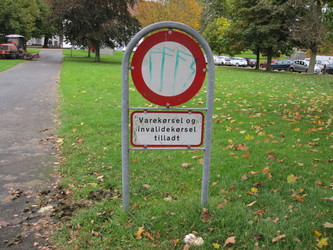 Varekørsel og
invalidekørsel
tilladt